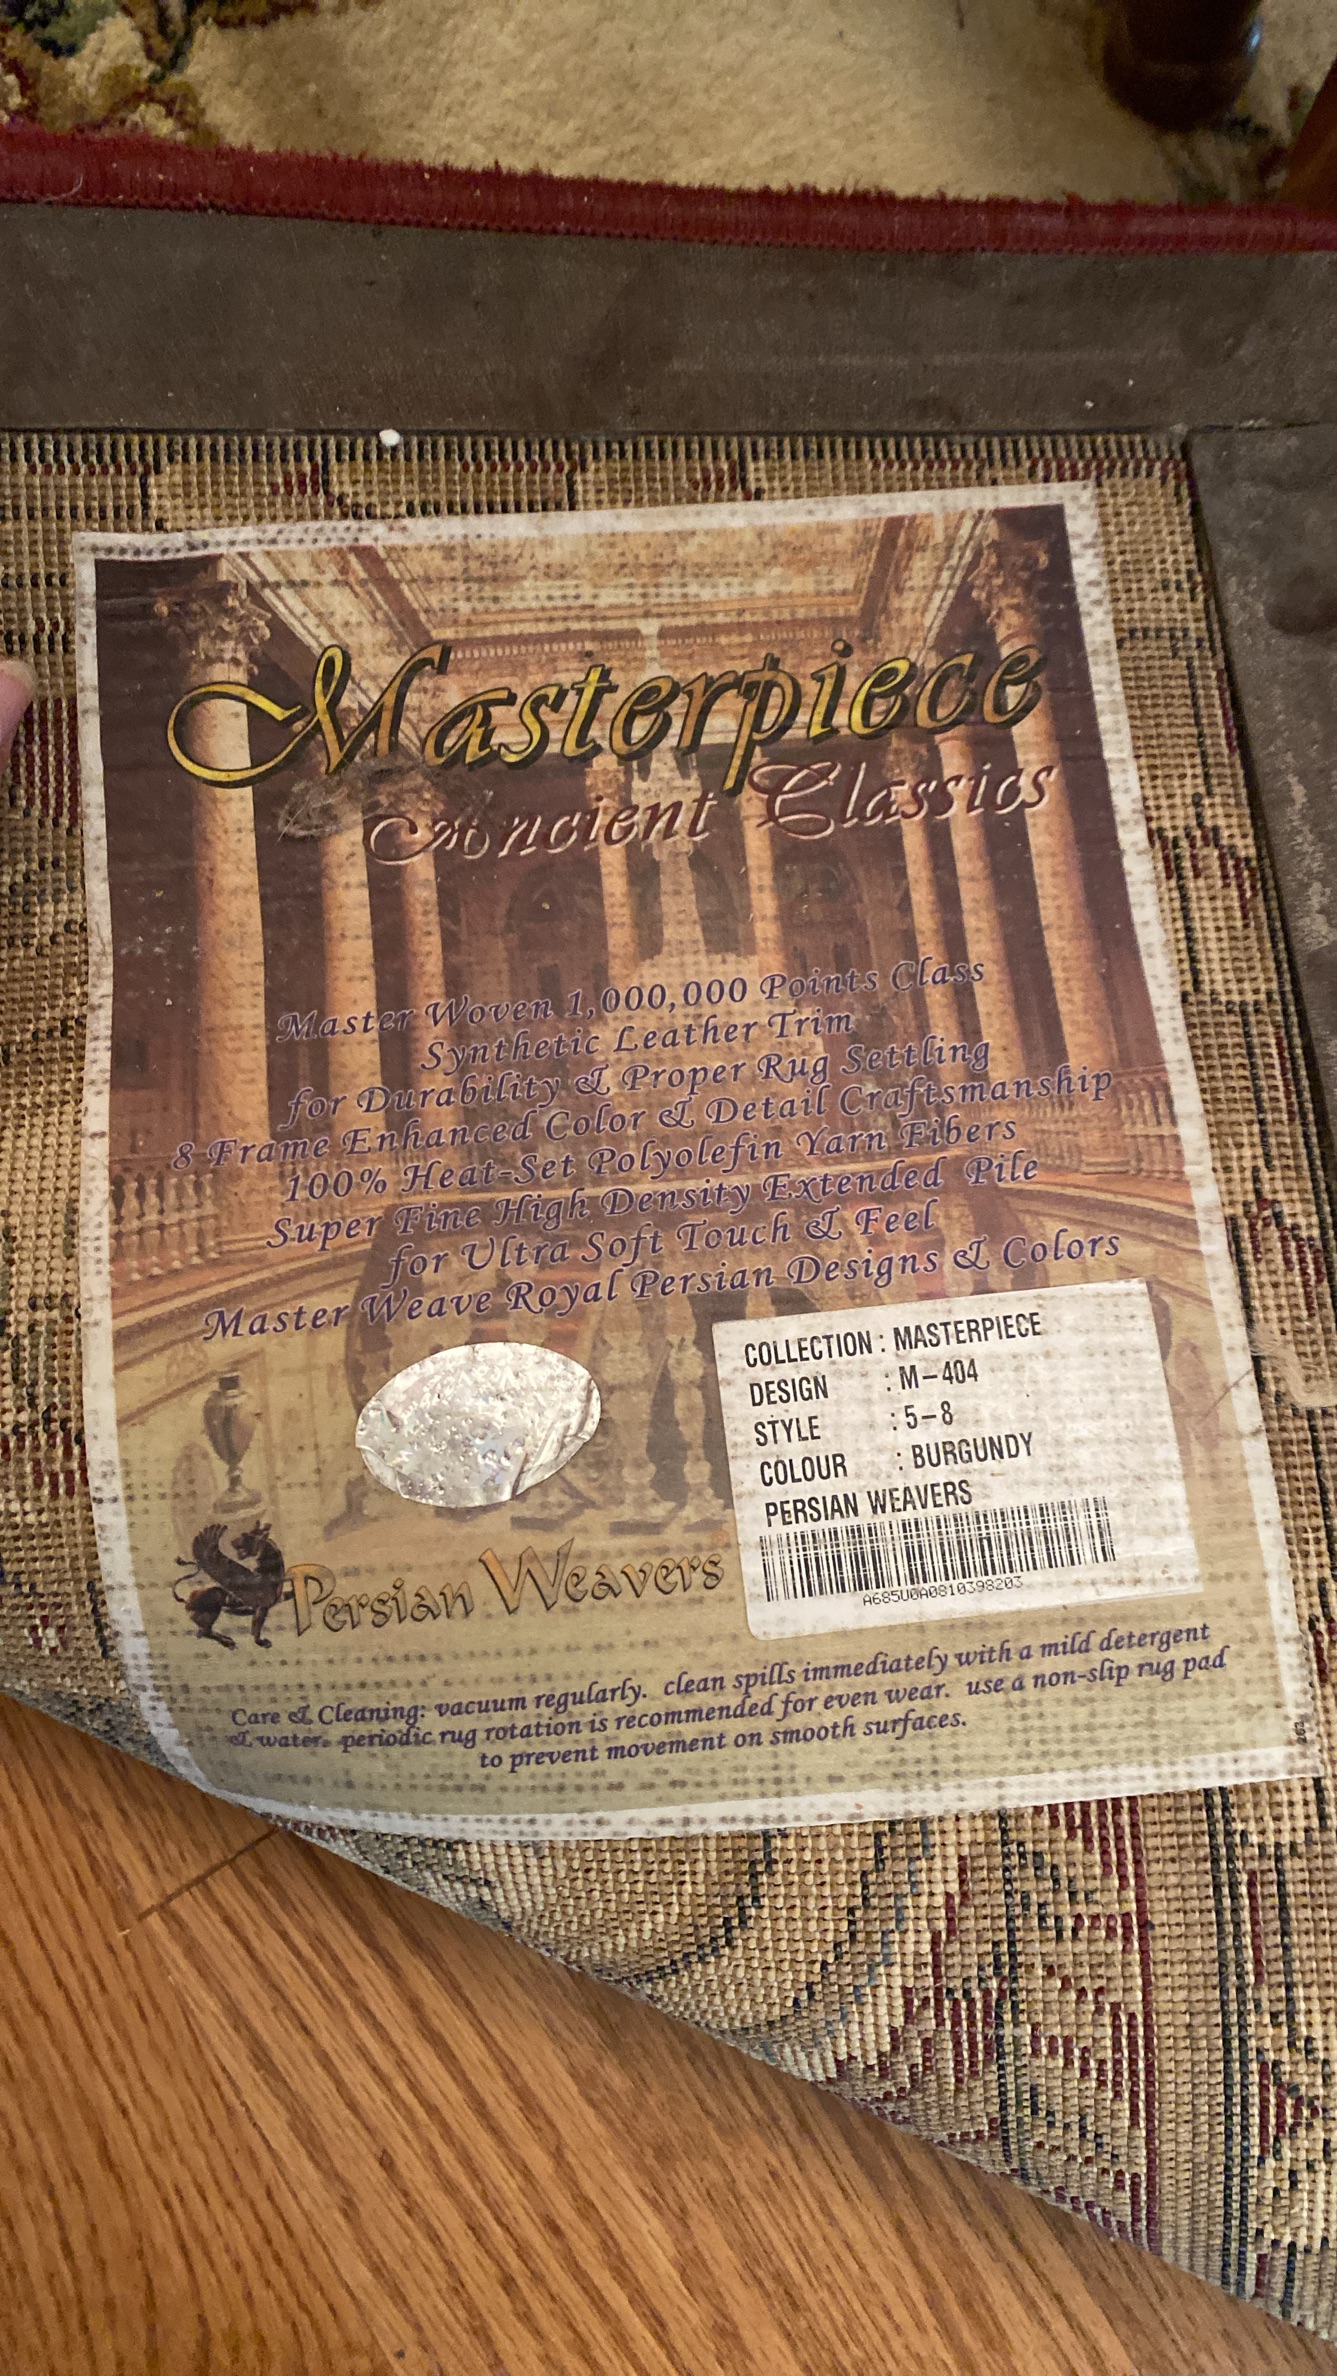 Masterpiece
Ancient Classics
Master Woven 1,000,000 Points Class
Synthetic Leather Trim
for Durability & Proper Rug Settling
8 Frame Enhanced Color & Detail Craftsmanship
100% Heat-Set Polyolefin Yarn Fibers
Super Fine High Density Extended Pile
for Ultra Soft Touch & Feel
Master Weave Royal Persian Designs & Colors
COLLECTION : MASTERPIECE
DESIGN : M-404
STYLE : 5-8
COLOUR : BURGUNDY
PERSIAN WEAVERS
A685U0A0810398203
Persian Weavers
Care & Cleaning: vacuum regularly. clean spills immediately with a mild detergent
& water. periodic rug rotation is recommended for even wear. use a non-slip rug pad
to prevent movement on smooth surfaces.